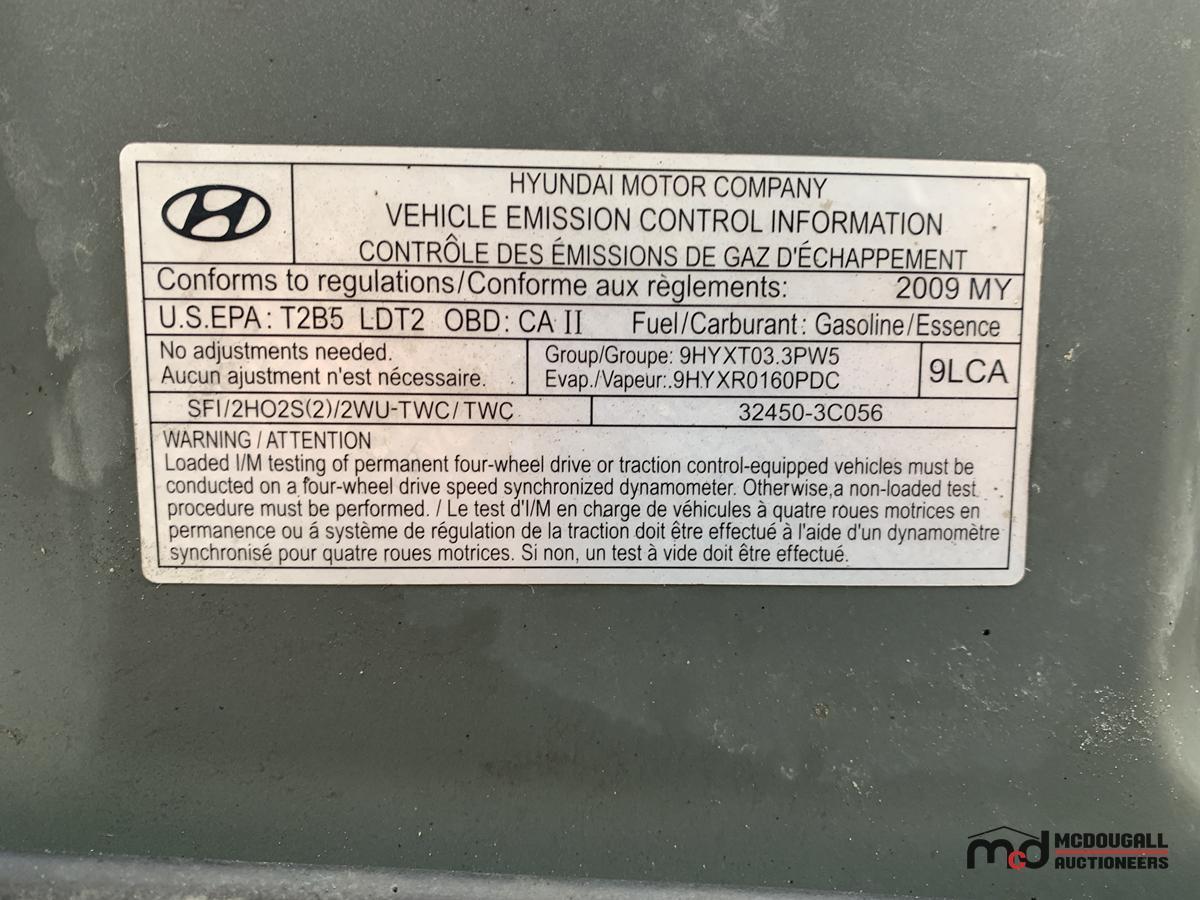 HYUNDAI MOTOR COMPANY
VEHICLE EMISSION CONTROL INFORMATION
CONTRÔLE DES ÉMISSIONS DE GAZ D'ÉCHAPPEMENT
Conforms to regulations/Conforme aux règlements: 2009 MY
U.S.EPA: T2B5 LDT2 OBD: CA II Fuel/Carburant: Gasoline/Essence
No adjustments needed.
Aucun ajustment n'est nécessaire.
Group/Groupe: 9HYXT03.3PW5
Evap./Vapeur:.9HYXR0160PDC
9LCA
SFI/2HO2S(2)/2WU-TWC/TWC
32450-3C056
WARNING / ATTENTION
Loaded I/M testing of permanent four-wheel drive or traction control-equipped vehicles must be
conducted on a four-wheel drive speed synchronized dynamometer. Otherwise,a non-loaded test
procedure must be performed. / Le test d'I/M en charge de véhicules à quatre roues motrices en
permanence ou á système de régulation de la traction doit être effectué à l'aide d'un dynamomètre
synchronisé pour quatre roues motrices. Si non, un test à vide doit être effectué.
mcd MCDOUGALL
AUCTIONEERS